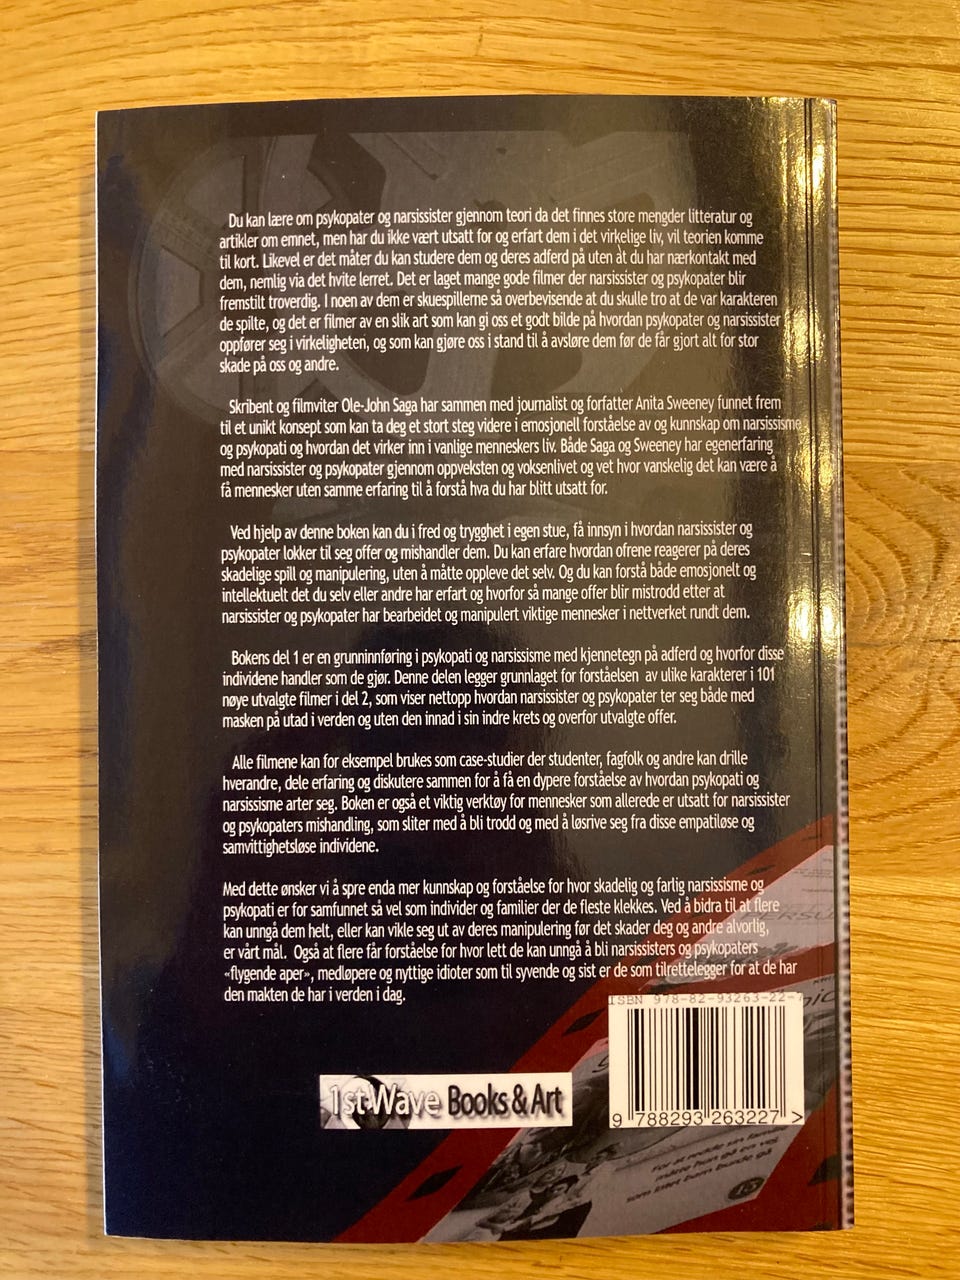 Du kan lære om psykopater og narsissister gjennom teori da det finnes store mengder litteratur og
artikler om emnet, men har du ikke vært utsatt for og erfart dem i det virkelige liv, vil teorien komme
til kort. Likevel er det måter du kan studere dem og deres adferd på uten åt du har nærkontakt med
dem, nemlig via det hvite lerret. Det er laget mange gode filmer der narsissister og psykopater blir
fremstilt troverdig. I noen av dem er skuespillerne så overbevisende at du skulle tro at de var karakteren
de spilte, og det er filmer av en slik art som kan gi oss et godt bilde på hvordan psykopater og narsissister
oppfører seg i virkeligheten, og som kan gjøre oss i stand til å avsløre dem før de får gjort alt for stor
skade på oss og andre.
Skribent og filmviter Ole-John Saga har sammen med journalist og forfatter Anita Sweeney funnet frem
til et unikt konsept som kan ta deg et stort steg videre i emosjonell forståelse av og kunnskap om narsissisme
og psykopati og hvordan det virker inn i vanlige menneskers liv. Både Saga og Sweeney har egenerfaring
med narsissister og psykopater gjennom oppveksten og voksenlivet og vet hvor vanskelig det kan være å
få mennesker uten samme erfaring til å forstå hva du har blitt utsatt for.
Ved hjelp av denne boken kan du i fred og trygghet i egen stue, få innsyn i hvordan narsissister og
psykopater lokker til seg offer og mishandler dem. Du kan erfare hvordan ofrene reagerer på deres
skadelige spill og manipulering, uten å måtte oppleve det selv. Og du kan forstå både emosjonelt og
intellektuelt det du selv eller andre har erfart og hvorfor så mange offer blir mistrodd etter at
narsissister og psykopater har bearbeidet og manipulert viktige mennesker i nettverket rundt dem.
Bokens del 1 er en grunninnføring i psykopati og narsissisme med kjennetegn på adferd og hvorfor disse
individene handler som de gjør. Denne delen legger grunnlaget for forståelsen av ulike karakterer i 101
nøye utvalgte filmer i del 2, som viser nettopp hvordan narsissister og psykopater ter seg både med
masken på utad i verden og uten den innad i sin indre krets og overfor utvalgte offer.
Alle filmene kan for eksempel brukes som case-studier der studenter, fagfolk og andre kan drille
hverandre, dele erfaring og diskutere sammen for å få en dypere forståelse av hvordan psykopati og
narsissisme arter seg. Boken er også et viktig verktøy for mennesker som allerede er utsatt for narsissister
og psykopaters mishandling, som sliter med å bli trodd og med å løsrive seg fra disse empatiløse og
samvittighetsløse individene.
Med dette ønsker vi å spre enda mer kunnskap og forståelse for hvor skadelig og farlig narsissisme og
psykopati er for samfunnet så vel som individer og familier der de fleste klekkes. Ved å bidra til at flere
kan unngå dem helt, eller kan vikle seg ut av deres manipulering før det skader deg og andre alvorlig,
er vårt mål. Også at flere får forståelse for hvor lett de kan unngå å bli narsissisters og psykopaters
«flygende aper», medløpere og nyttige idioter som til syvende og sist er de som tilrettelegger for at de har
den makten de har i verden i dag.
ISBN 978-82-93263-22-7
1st Wave Books & Art
9 788293 263227 >
For at redde sin familie
måtte hun gå en vej
som intet barn burde gå
15